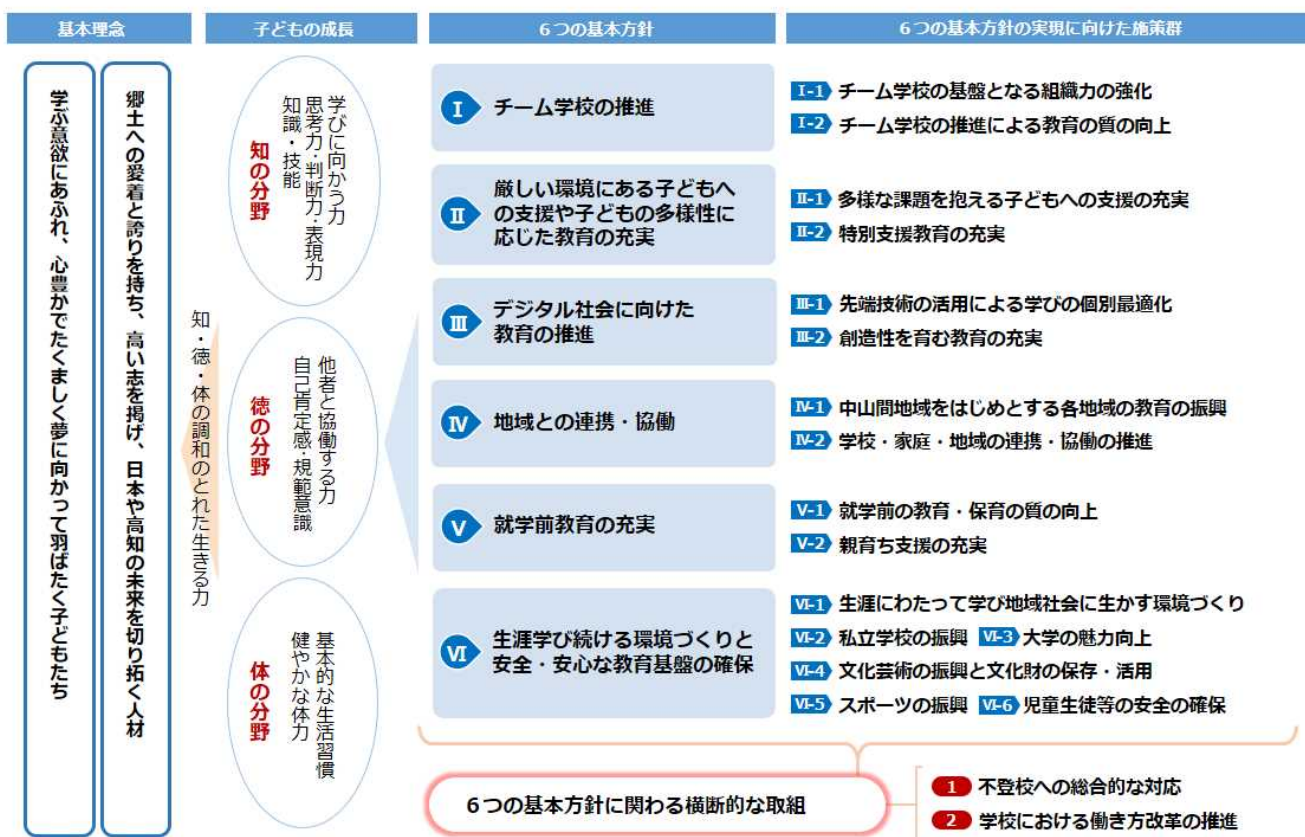 基本理念
子どもの成長
６つの基本方針
６つの基本方針の実現に向けた施策群
学ぶ意欲にあふれ、心豊かでたくましく夢に向かって羽ばたく子どもたち
郷土への愛着と誇りを持ち、高い志を掲げ、日本や高知の未来を切り拓く人材
知・徳・体の調和のとれた生きる力
知の分野
学びに向かう力
思考力・判断力・表現力
知識・技能
徳の分野
他者と協働する力
自己肯定感・規範意識
体の分野
基本的な生活習慣
健やかな体力
Ⅰ チーム学校の推進
Ⅰ-1 チーム学校の基盤となる組織力の強化
Ⅰ-2 チーム学校の推進による教育の質の向上
Ⅱ 厳しい環境にある子どもへ
の支援や子どもの多様性に
応じた教育の充実
Ⅱ-1 多様な課題を抱える子どもへの支援の充実
Ⅱ-2 特別支援教育の充実
Ⅲ デジタル社会に向けた
教育の推進
Ⅲ-1 先端技術の活用による学びの個別最適化
Ⅲ-2 創造性を育む教育の充実
Ⅳ 地域との連携・協働
Ⅳ-1 中山間地域をはじめとする各地域の教育の振興
Ⅳ-2 学校・家庭・地域の連携・協働の推進
Ⅴ 就学前教育の充実
Ⅴ-1 就学前の教育・保育の質の向上
Ⅴ-2 親育ち支援の充実
Ⅵ 生涯学び続ける環境づくりと
安全・安心な教育基盤の確保
Ⅵ-1 生涯にわたって学び地域社会に生かす環境づくり
Ⅵ-2 私立学校の振興 Ⅵ-3 大学の魅力向上
Ⅵ-4 文化芸術の振興と文化財の保存・活用
Ⅵ-5 スポーツの振興 Ⅵ-6 児童生徒等の安全の確保
６つの基本方針に関わる横断的な取組
1 不登校への総合的な対応
2 学校における働き方改革の推進